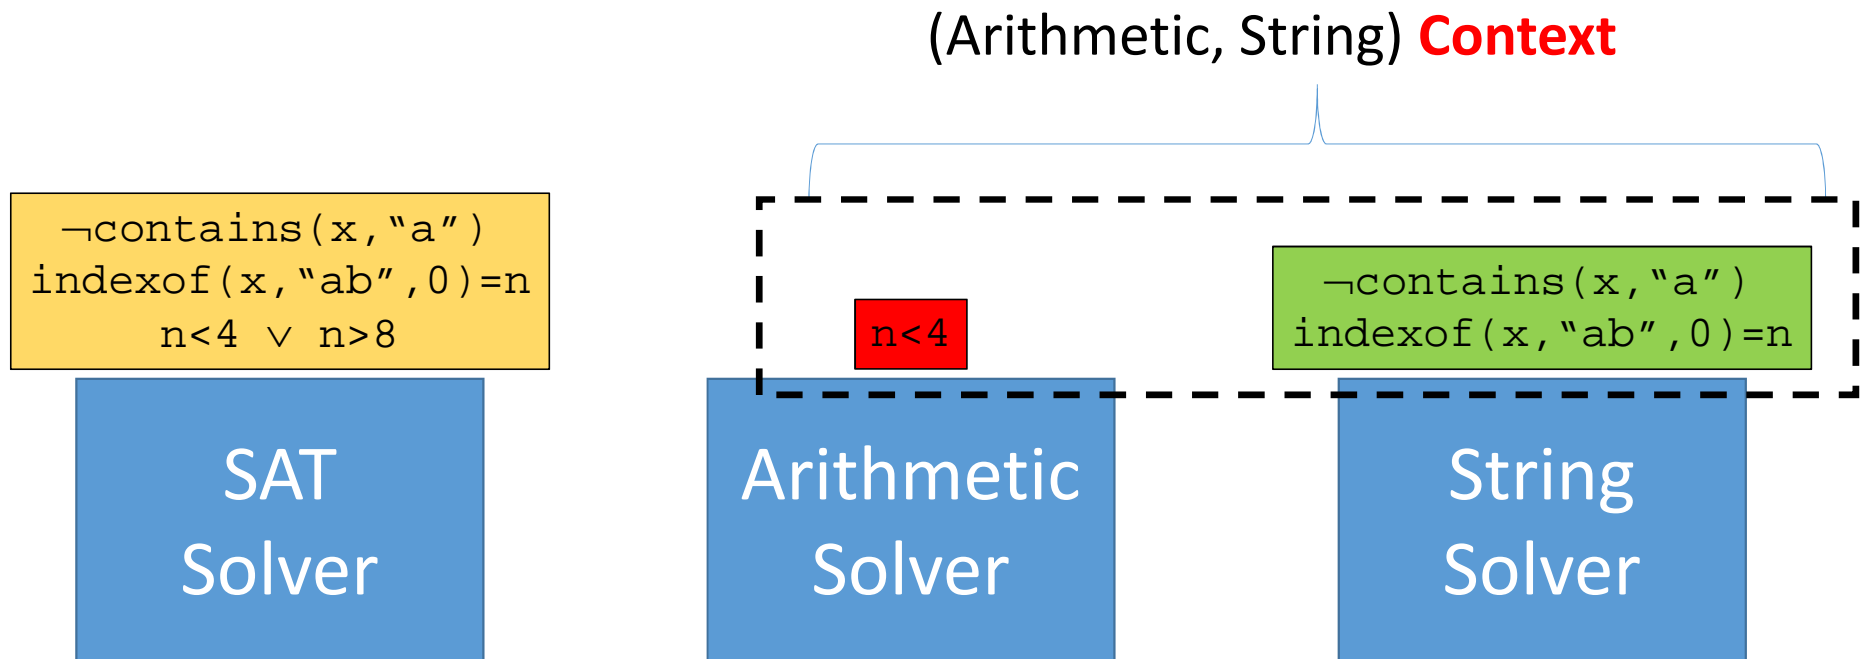 (Arithmetic, String) Context
¬contains(x,“a”)
indexof(x,“ab”,0)=n
n<4 ∨ n>8
n<4
¬contains(x,“a”)
indexof(x,“ab”,0)=n
SAT
Solver
Arithmetic
Solver
String
Solver